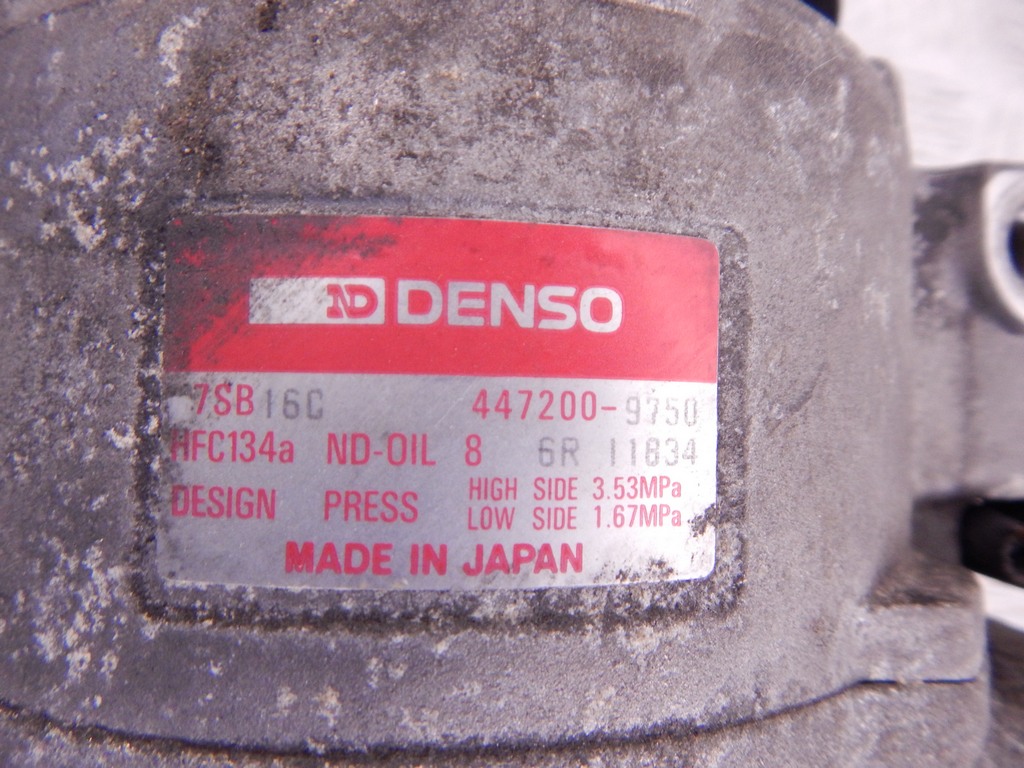 ND DENSO
7SB16C 447200-9750
HFC134a ND-OIL 8 6R 11834
DESIGN PRESS HIGH SIDE 3.53MPa
LOW SIDE 1.67MPa
MADE IN JAPAN